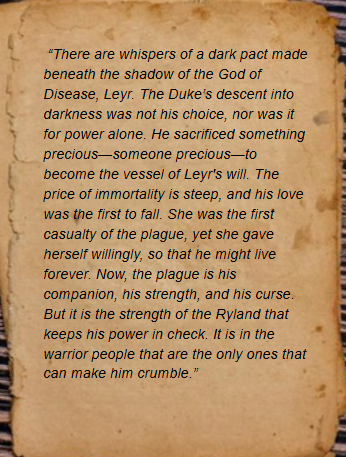 “There are whispers of a dark pact made
beneath the shadow of the God of
Disease, Leyr. The Duke’s descent into
darkness was not his choice, nor was it
for power alone. He sacrificed something
precious—someone precious—to
become the vessel of Leyr's will. The
price of immortality is steep, and his love
was the first to fall. She was the first
casualty of the plague, yet she gave
herself willingly, so that he might live
forever. Now, the plague is his
companion, his strength, and his curse.
But it is the strength of the Ryland that
keeps his power in check. It is in the
warrior people that are the only ones that
can make him crumble.”